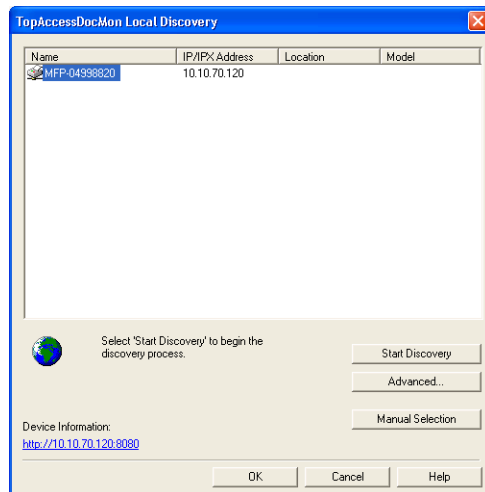 TopAccessDocMon Local Discovery
Name IP/IPX Address Location Model
MFP-04998820 10.10.70.120
Select 'Start Discovery' to begin the
discovery process.
Start Discovery
Advanced...
Manual Selection
Device Information:
http://10.10.70.120:8080
OK Cancel Help